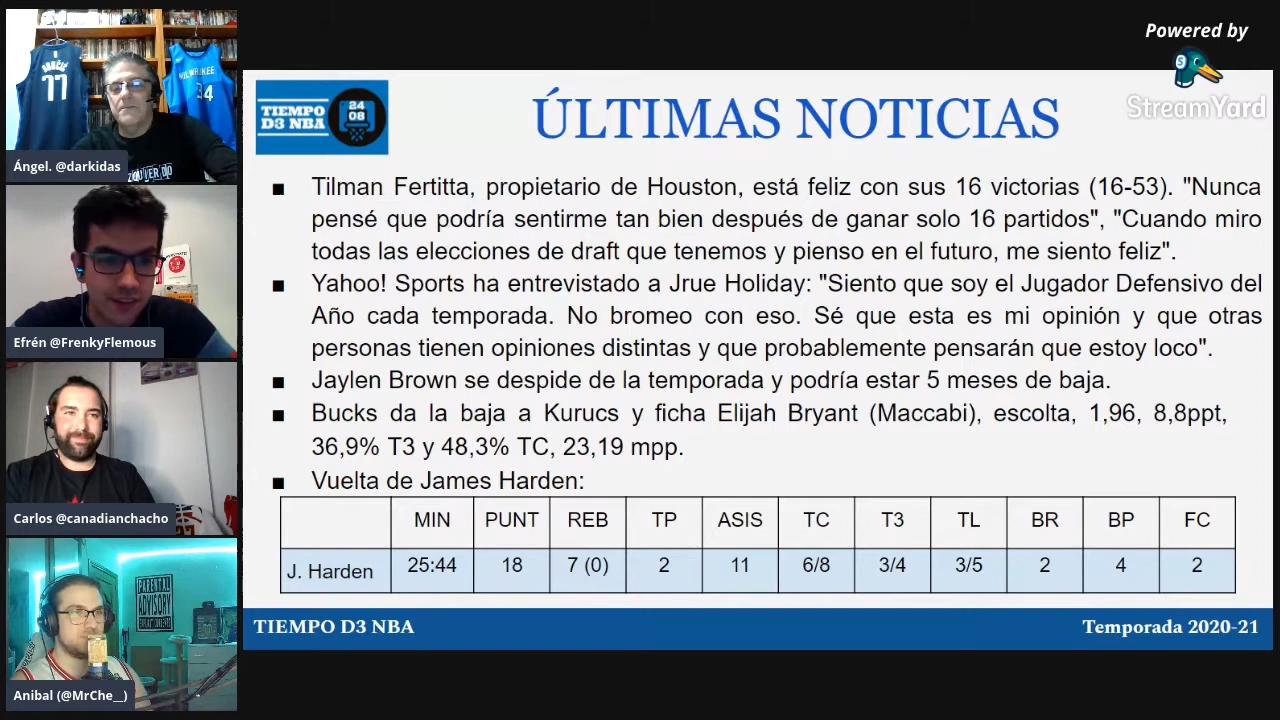 Powered by
StreamYard
77
MILWAUKEE
34
Ángel. @darkidas
Efrén @FrenkyFlemous
Carlos @canadianchacho
PARENTAL
ADVISORY
Anibal (@MrChe__)
TIEMPO
D3 NBA
24
08
ÚLTIMAS NOTICIAS
■ Tilman Fertitta, propietario de Houston, está feliz con sus 16 victorias (16-53). "Nunca
pensé que podría sentirme tan bien después de ganar solo 16 partidos", "Cuando miro
todas las elecciones de draft que tenemos y pienso en el futuro, me siento feliz".
■ Yahoo! Sports ha entrevistado a Jrue Holiday: "Siento que soy el Jugador Defensivo del
Año cada temporada. No bromeo con eso. Sé que esta es mi opinión y que otras
personas tienen opiniones distintas y que probablemente pensarán que estoy loco".
■ Jaylen Brown se despide de la temporada y podría estar 5 meses de baja.
■ Bucks da la baja a Kurucs y ficha Elijah Bryant (Maccabi), escolta, 1,96, 8,8ppt,
36,9% T3 y 48,3% TC, 23,19 mpp.
■ Vuelta de James Harden:
MIN PUNT REB TP ASIS TC T3 TL BR BP FC
J. Harden 25:44 18 7 (0) 2 11 6/8 3/4 3/5 2 4 2
TIEMPO D3 NBA
Temporada 2020-21